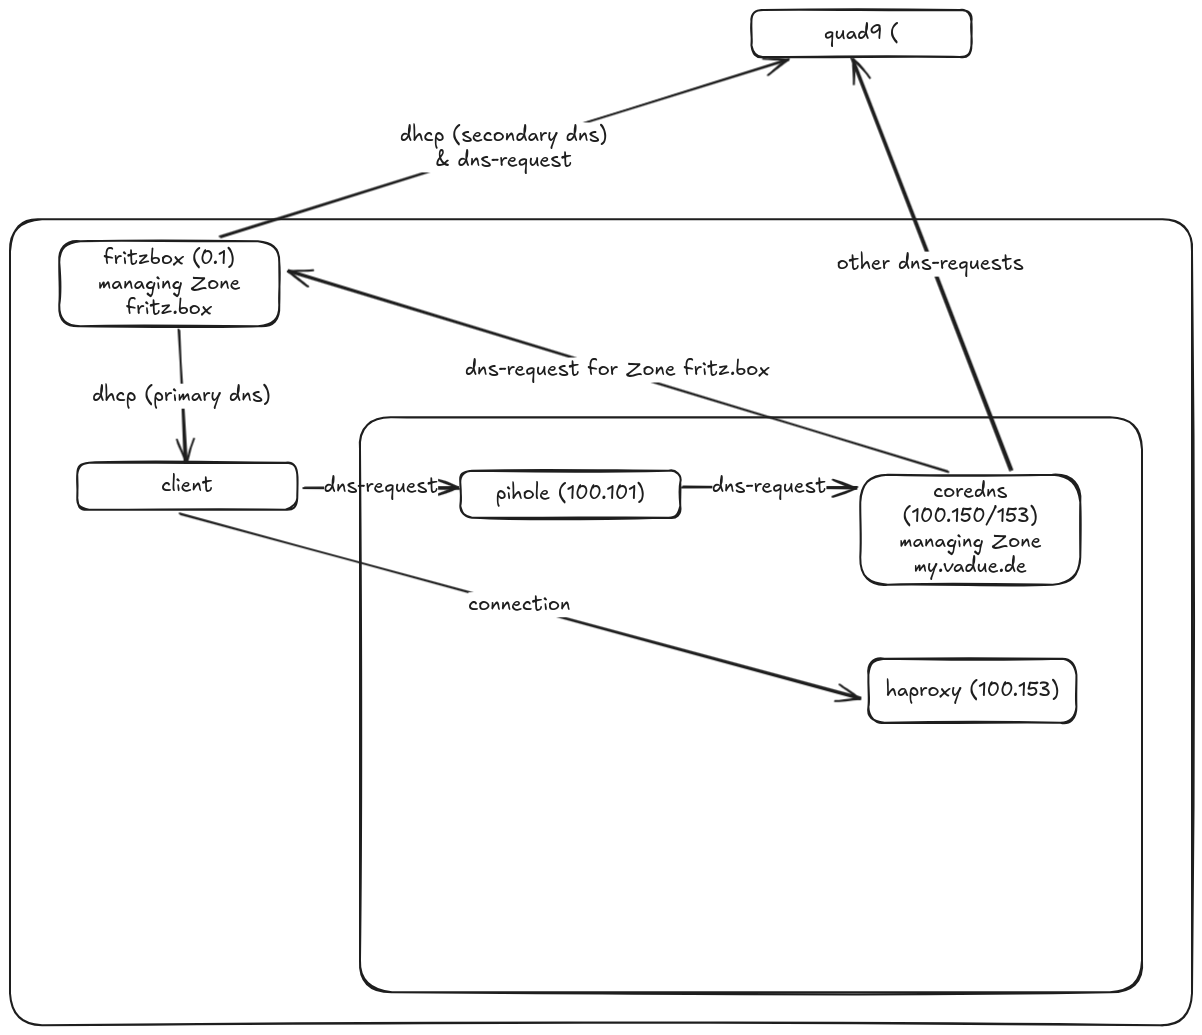 quad9 (
dhcp (secondary dns)
& dns-request
fritzbox (0.1)
managing Zone
fritz.box
other dns-requests
dns-request for Zone fritz.box
dhcp (primary dns)
client
dns-request
pihole (100.101)
dns-request
coredns
(100.150/153)
managing Zone
my.vadue.de
connection
haproxy (100.153)